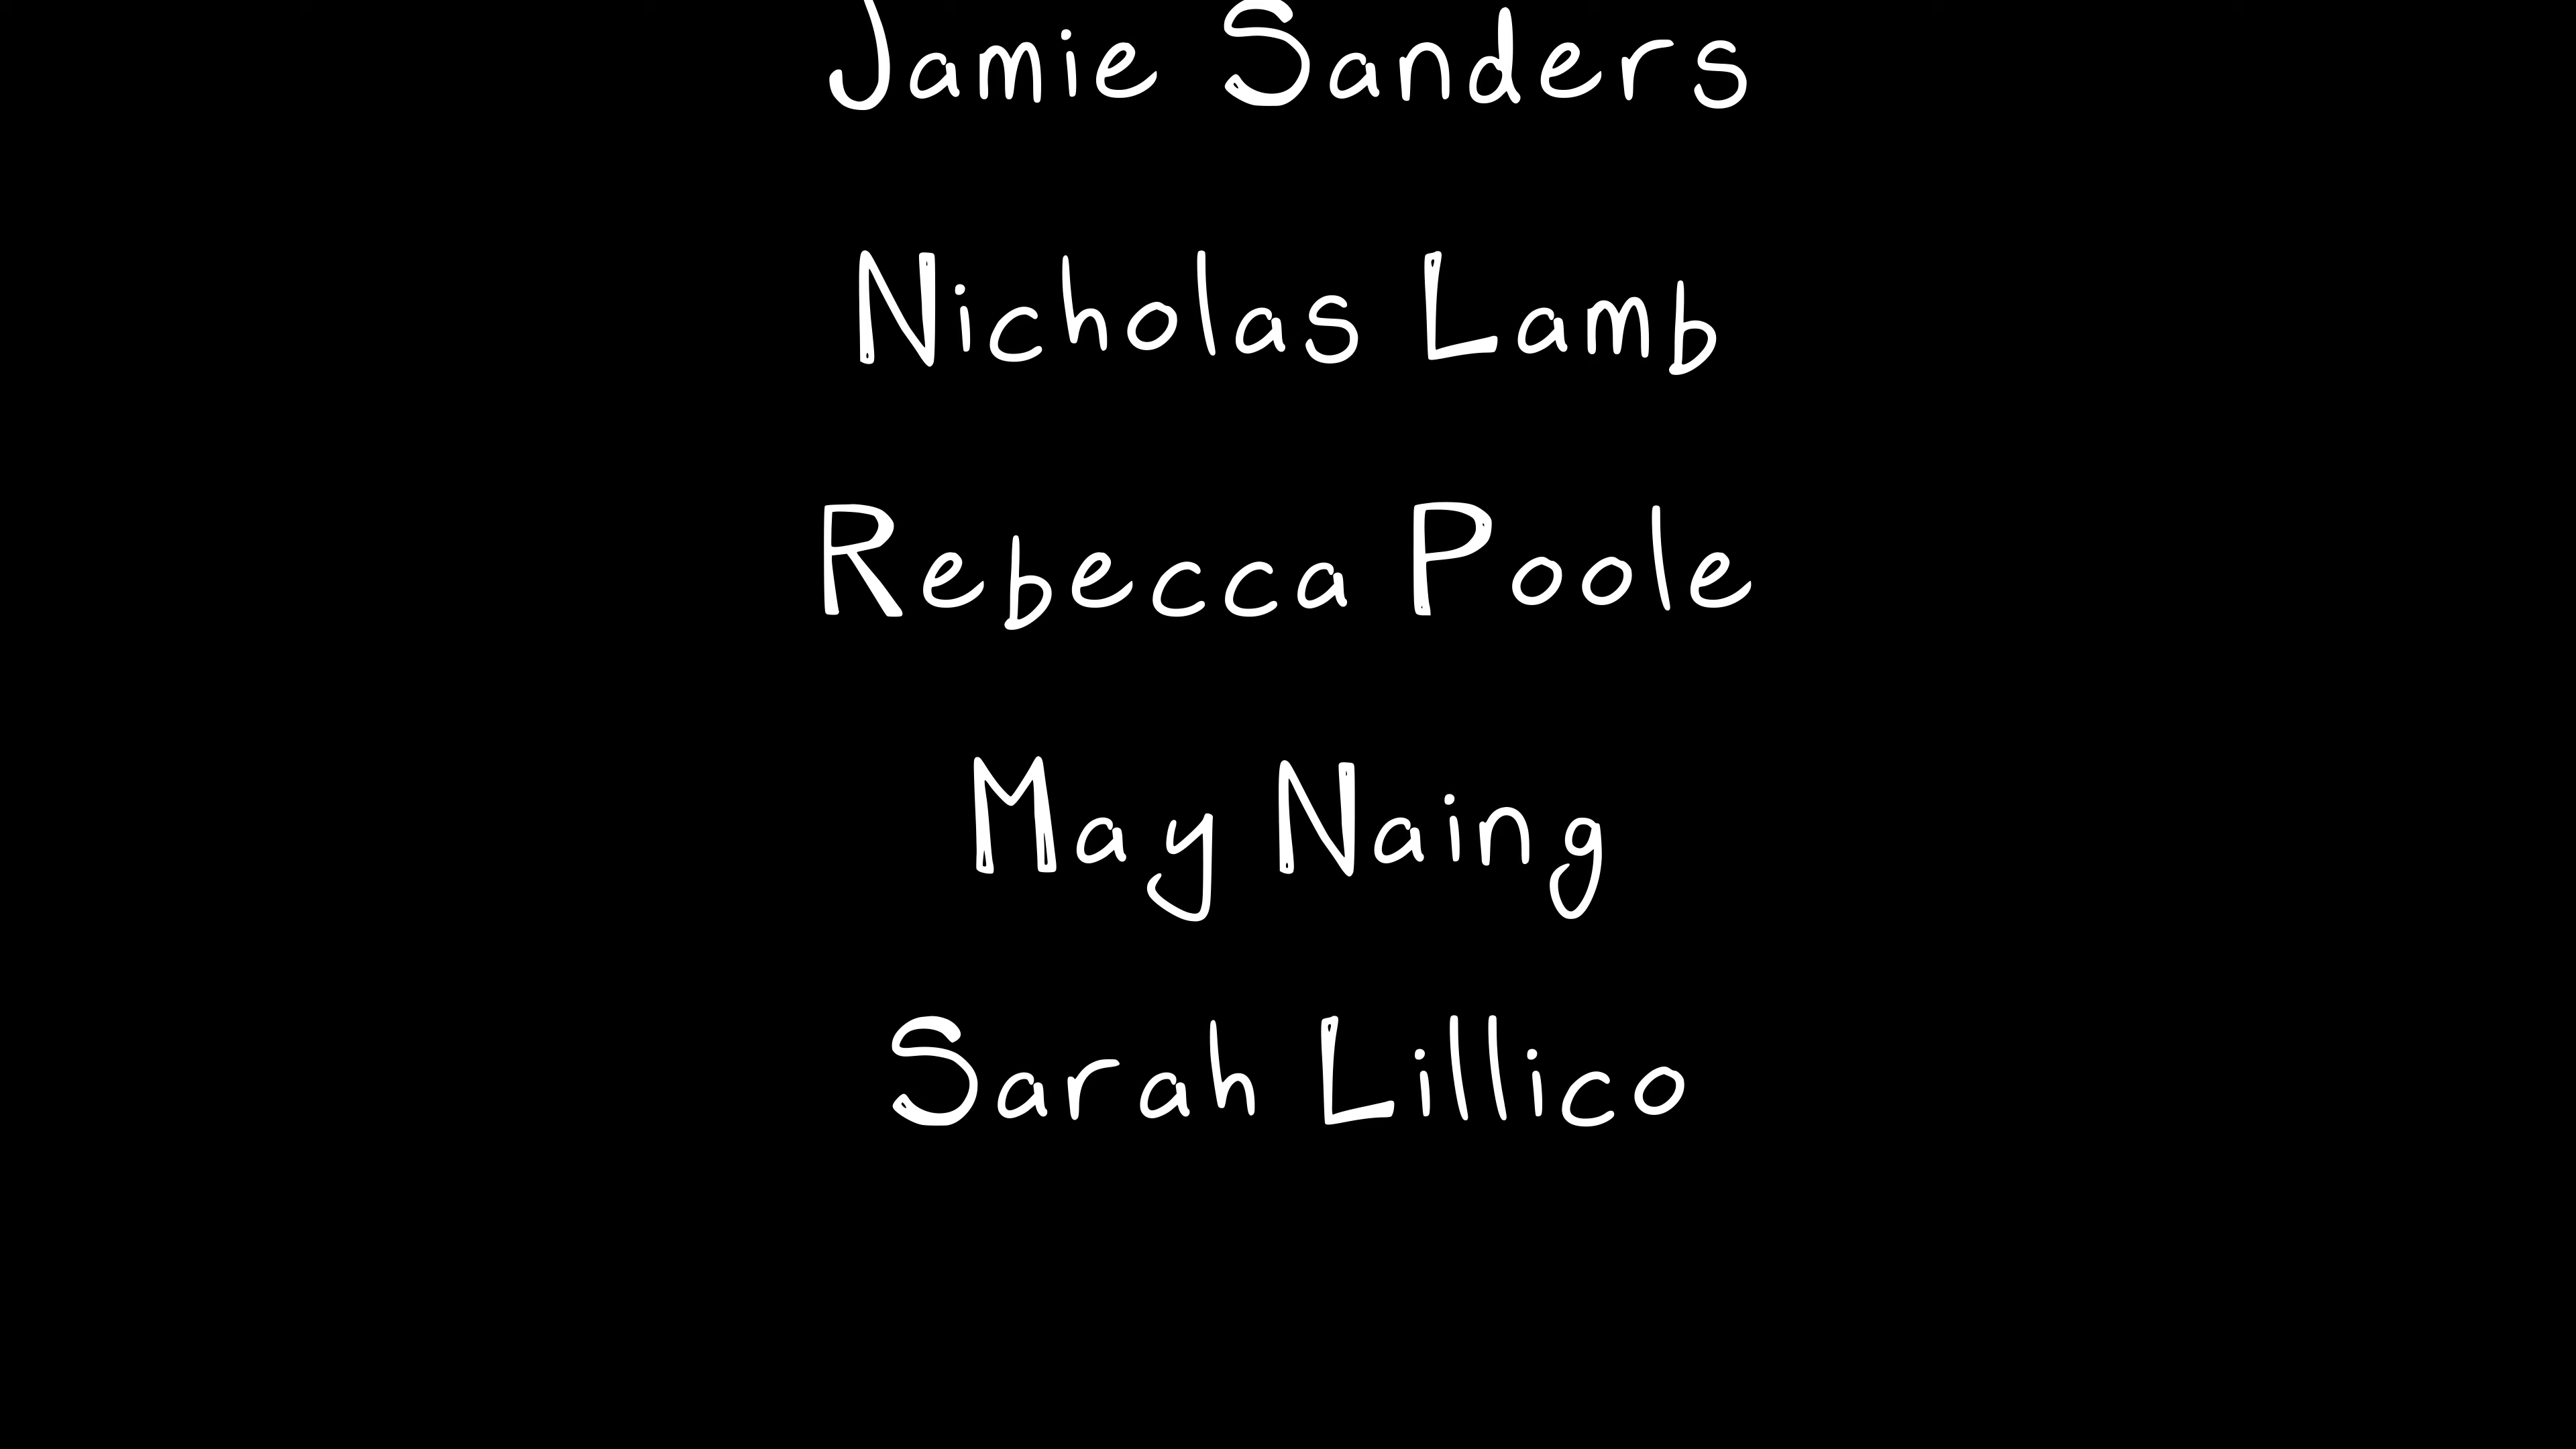 Jamie Sanders
Nicholas Lamb
Rebecca Poole
May Naing
Sarah Lillico